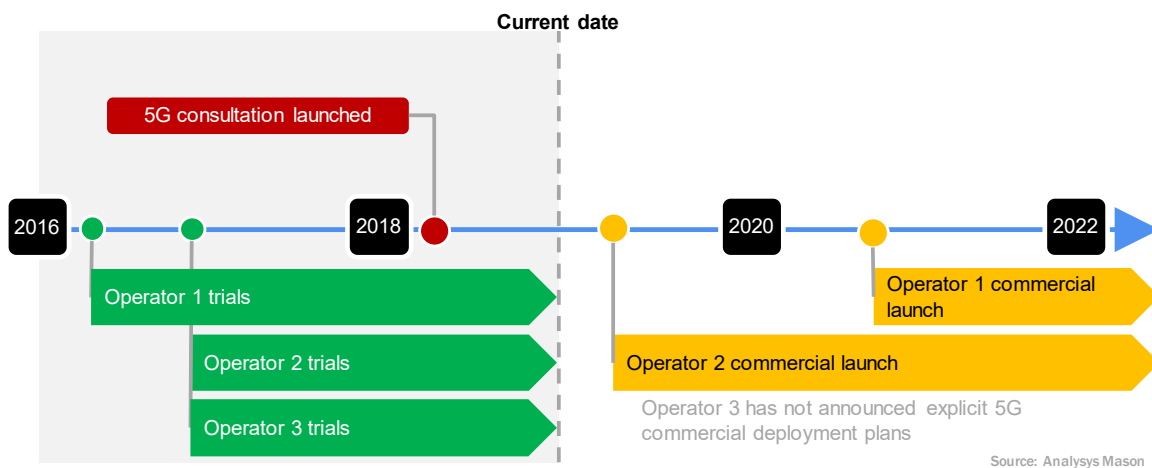 Current date
5G consultation launched
2016
2018
2020
2022
Operator 1 trials
Operator 1 commercial
launch
Operator 2 trials
Operator 2 commercial launch
Operator 3 trials
Operator 3 has not announced explicit 5G
commercial deployment plans
Source: Analysys Mason